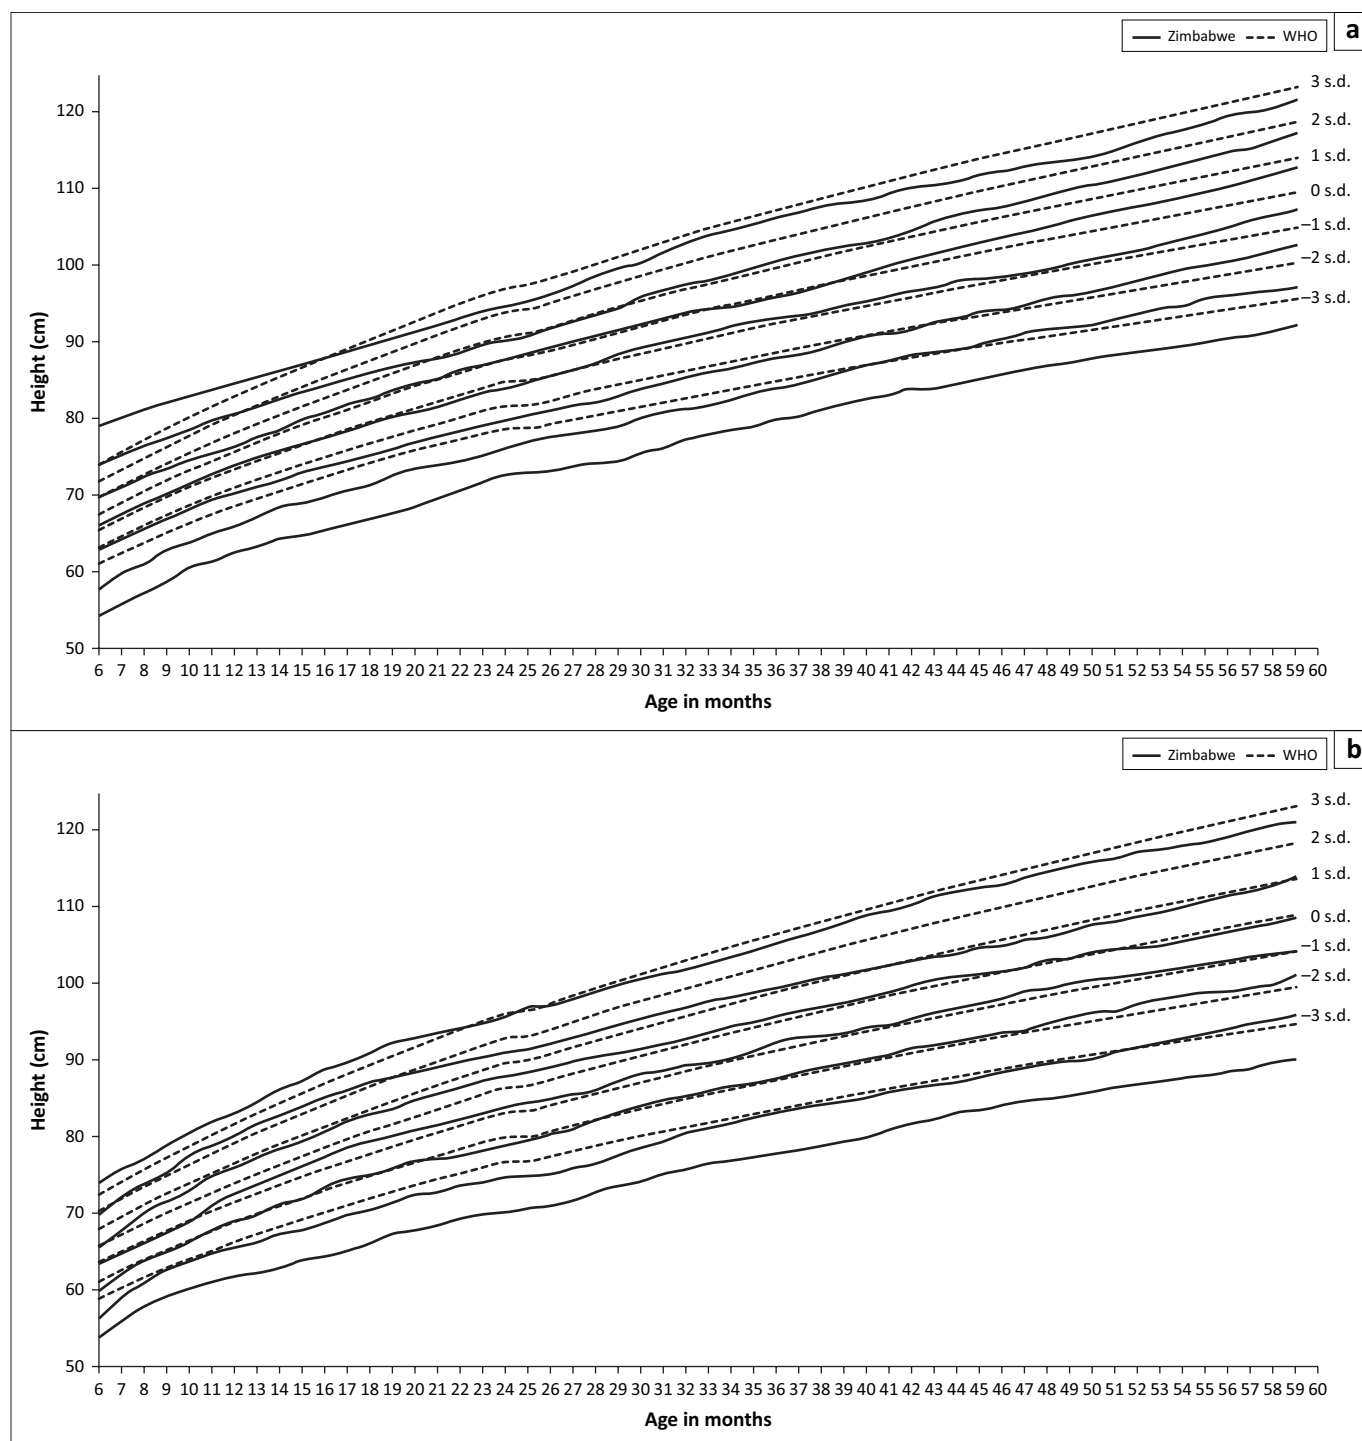 Zimbabwe WHO
a
3 s.d.
2 s.d.
1 s.d.
0 s.d.
–1 s.d.
–2 s.d.
–3 s.d.
Height (cm)
120
110
100
90
80
70
60
50
6 7 8 9 10 11 12 13 14 15 16 17 18 19 20 21 22 23 24 25 26 27 28 29 30 31 32 33 34 35 36 37 38 39 40 41 42 43 44 45 46 47 48 49 50 51 52 53 54 55 56 57 58 59 60
Age in months
Zimbabwe WHO
b
3 s.d.
2 s.d.
1 s.d.
0 s.d.
–1 s.d.
–2 s.d.
–3 s.d.
Height (cm)
120
110
100
90
80
70
60
50
6 7 8 9 10 11 12 13 14 15 16 17 18 19 20 21 22 23 24 25 26 27 28 29 30 31 32 33 34 35 36 37 38 39 40 41 42 43 44 45 46 47 48 49 50 51 52 53 54 55 56 57 58 59 60
Age in months